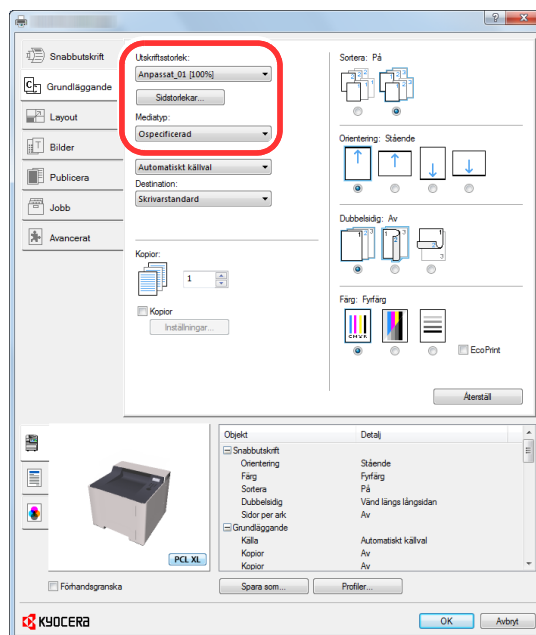 Snabbutskrift
Grundläggande
Layout
Bilder
Publicera
Jobb
Avancerat
Utskriftsstorlek:
Anpassat_01 [100%]
Sidstorlekar...
Mediatyp:
Ospecificerad
Automatiskt källval
Destination:
Skrivarstandard
Kopior:
1
Kopior
Inställningar...
Sortera: På
Orientering: Stående
Dubbelsidig: Av
Färg: Fyrfärg
CMYK
EcoPrint
Återställ
PCL XL
Förhandsgranska
Objekt Detalj
Snabbutskrift
Orientering Stående
Färg Fyrfärg
Sortera På
Dubbelsidig Vänd längs långsidan
Sidor per ark Av
Grundläggande
Källa Automatiskt källval
Kopior Av
Kopior Av
Spara som... Profiler...
KYOCERA
OK Avbryt